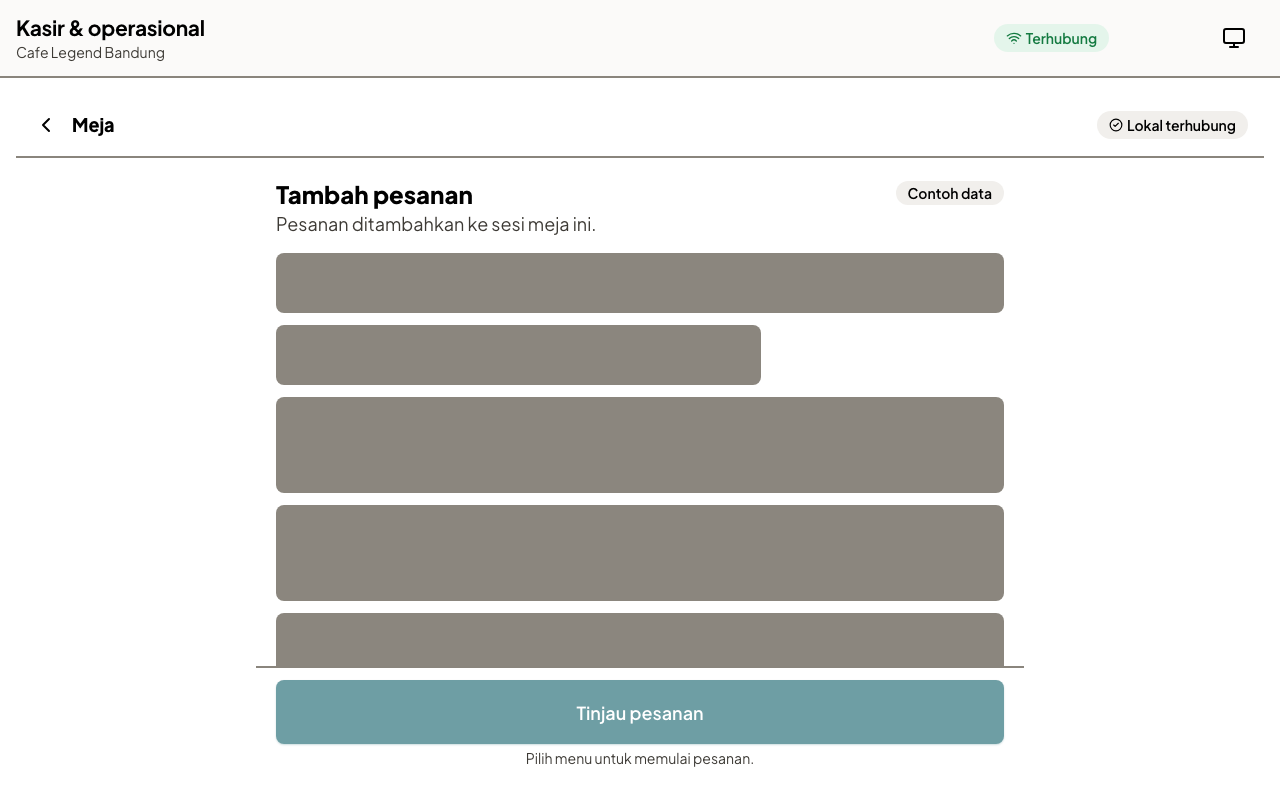 Kasir & operasional
Cafe Legend Bandung
Terhubung
Meja
Lokal terhubung
Tambah pesanan
Contoh data
Pesanan ditambahkan ke sesi meja ini.
Tinjau pesanan
Pilih menu untuk memulai pesanan.